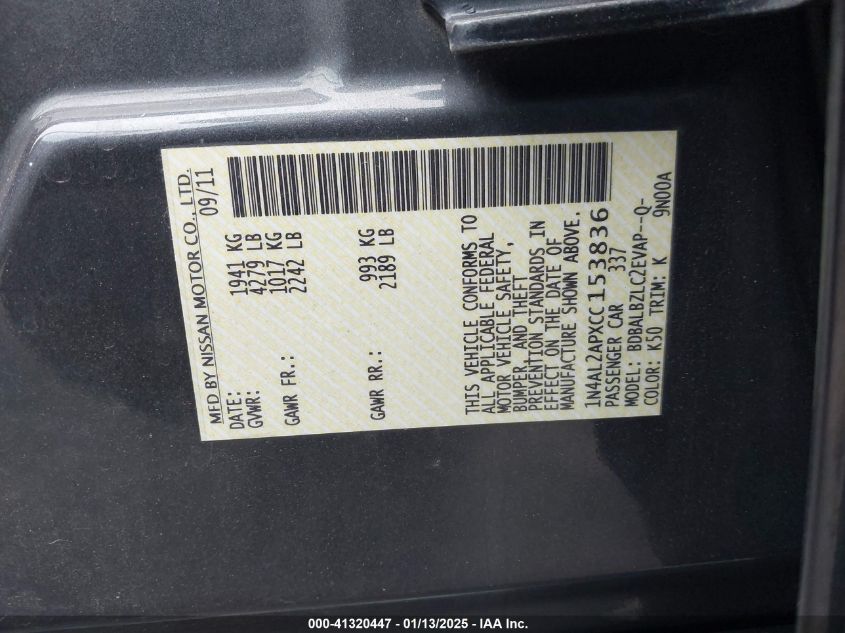 MFD BY NISSAN MOTOR CO., LTD.
DATE: 09/11
GVWR: 1941 KG
4279 LB
GAWR FR.: 1017 KG
2242 LB
GAWR RR.: 993 KG
2189 LB
THIS VEHICLE CONFORMS TO
ALL APPLICABLE FEDERAL
MOTOR VEHICLE SAFETY,
BUMPER, AND THEFT
PREVENTION STANDARDS IN
EFFECT ON THE DATE OF
MANUFACTURE SHOWN ABOVE.
1N4AL2APXCC153836
PASSENGER CAR 337
MODEL: BDBALBZLC2EVAP--Q-
COLOR: K50 TRIM: K 9N00A
000-41320447 - 01/13/2025 - IAA Inc.